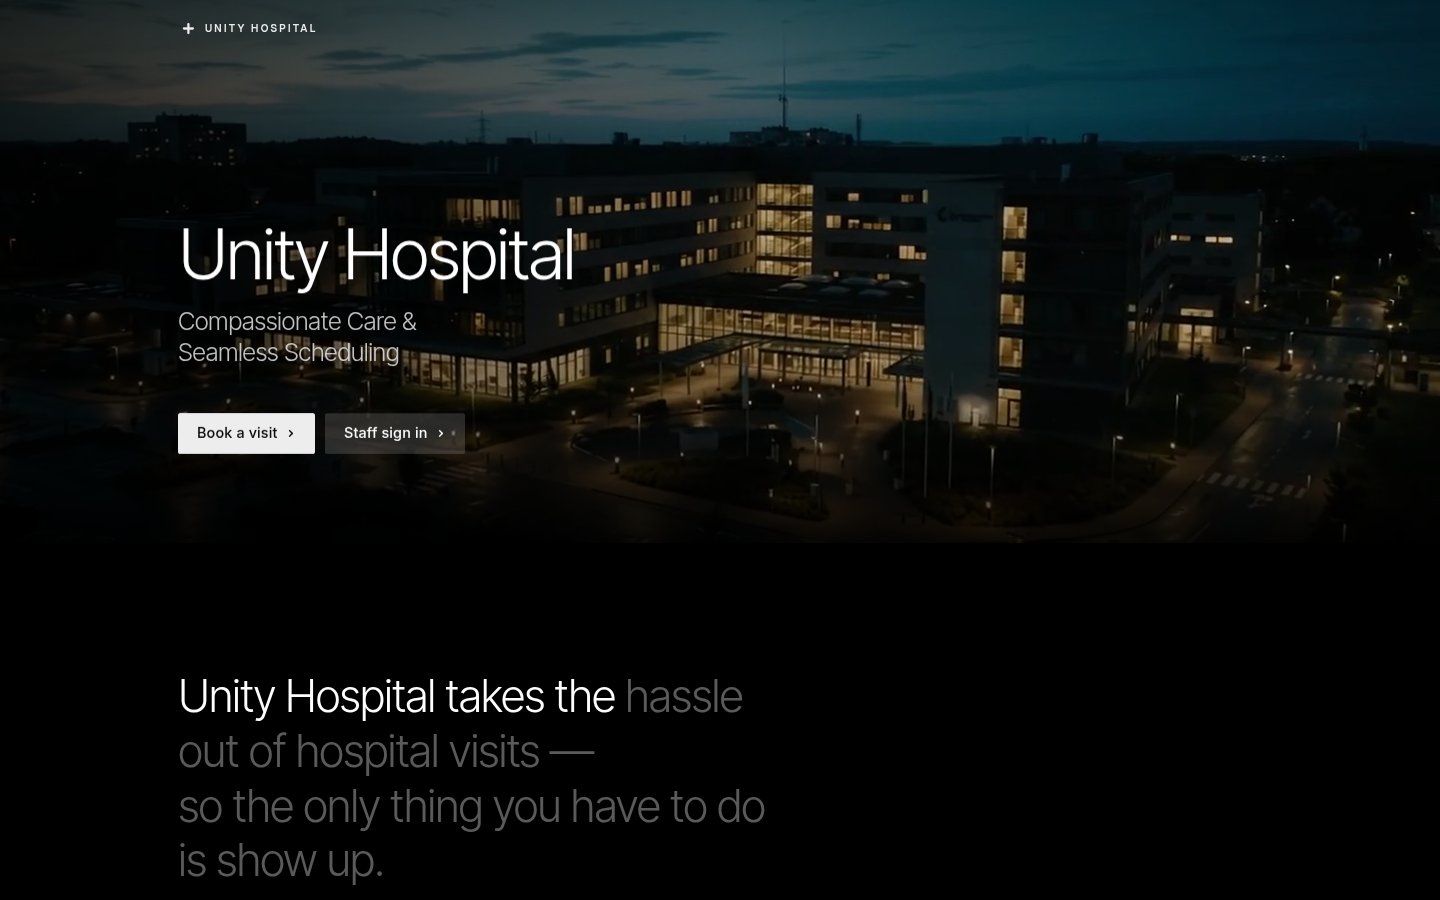 UNITY HOSPITAL
Unity Hospital
Compassionate Care &
Seamless Scheduling
Book a visit
Staff sign in
Unity Hospital takes the hassle
out of hospital visits —
so the only thing you have to do
is show up.